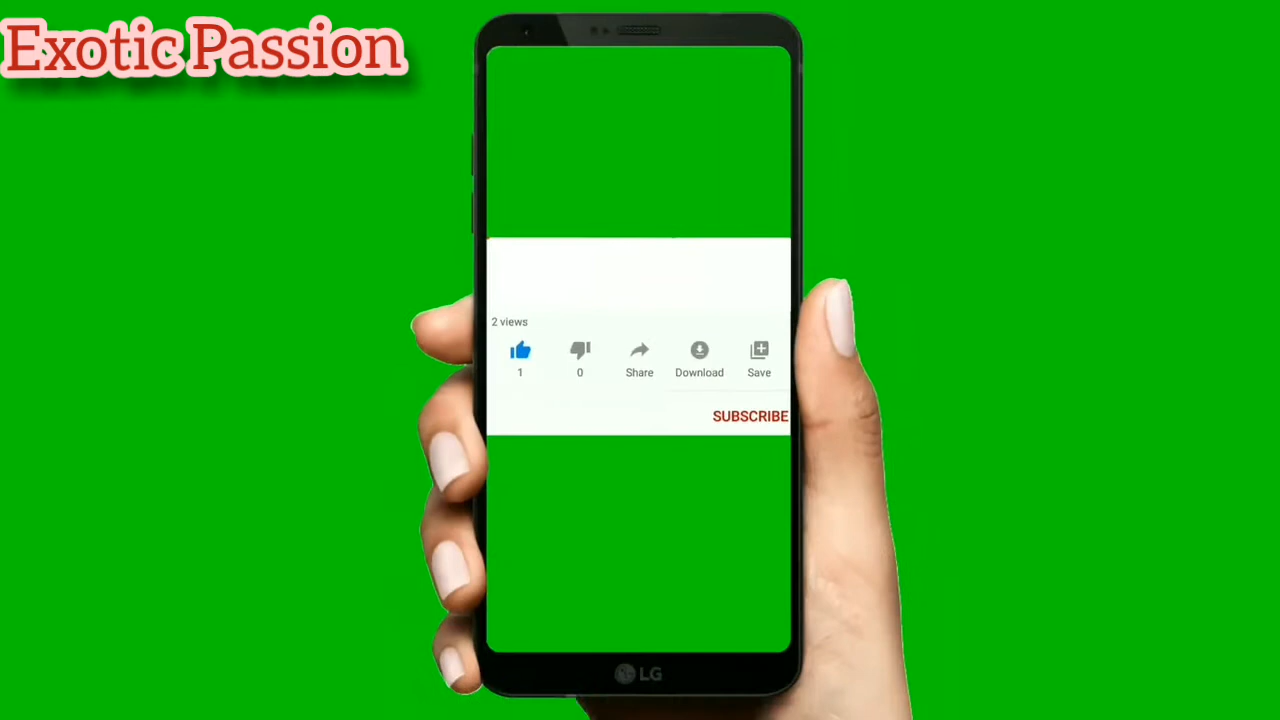 Exotic Passion
2 views
1 0 Share Download Save
SUBSCRIBE
LG